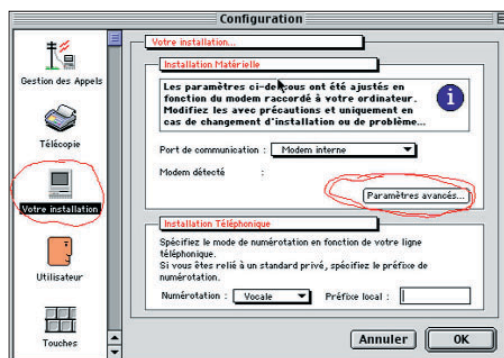 Configuration
Gestion des Appels
Télécopie
Votre installation
Utilisateur
Touches
Votre installation...
Installation Matérielle
Les paramètres ci-dessous ont été ajustés en
fonction du modem raccordé à votre ordinateur.
Modifiez les avec précautions et uniquement en
cas de changement d'installation ou de problème...
Port de communication : Modem interne
Modem détecté :
Paramètres avancés...
Installation Téléphonique
Spécifiez le mode de numérotation en fonction de votre ligne
téléphonique.
Si vous êtes relié à un standard privé, spécifiez le préfixe de
numérotation.
Numérotation : Vocale Préfixe local :
Annuler OK